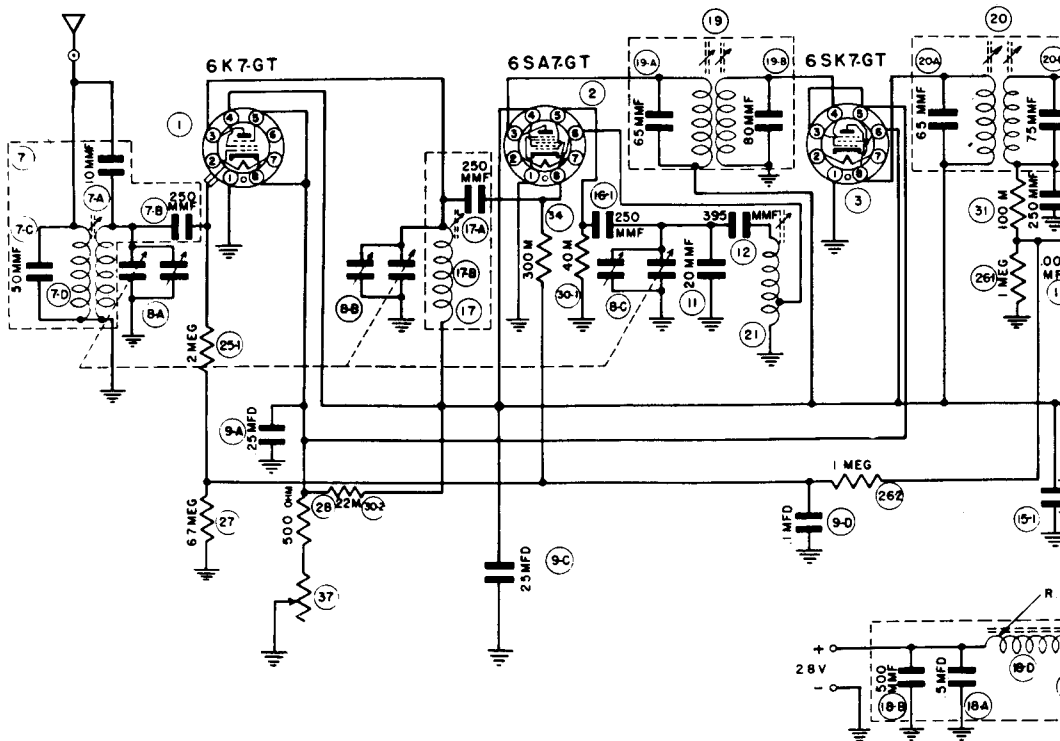 6K7-GT
6SA7-GT
6SK7-GT
19
20
1
2
3
19-A
19-B
20-A
65 MMF
80 MMF
65 MMF
75 MMF
7
10 MMF
7-A
7-B
250 MMF
7-C
50 MMF
7-D
8-A
250 MMF
17-A
17-B
17
8-B
34
300 M
16-1
250 MMF
40 M
30-1
8-C
20 MMF
11
395 MMF
12
21
31
100 M
250 MMF
26-1
1 MEG
2 MEG
25-1
9-A
.25 MFD
67 MEG
27
500 OHM
28
22 M
30-2
37
9-C
.25 MFD
1 MEG
262
9-D
.1 MFD
15-1
+
28V
-
500 MMF
18-B
.5 MFD
18-A
18-D
R.